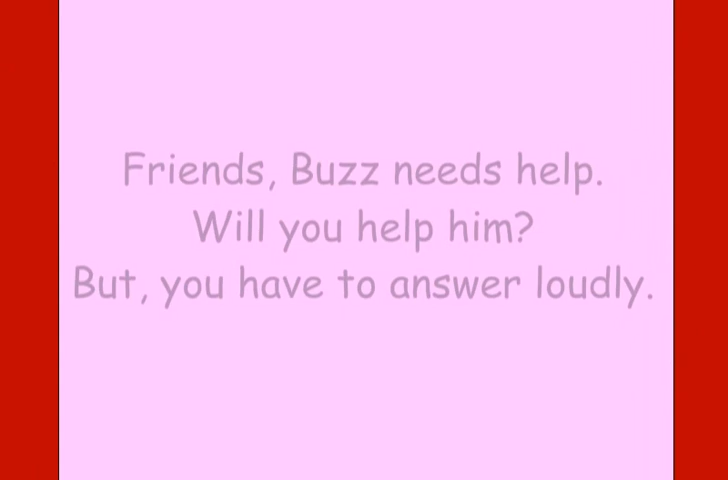 Friends, Buzz needs help.
Will you help him?
But, you have to answer loudly.